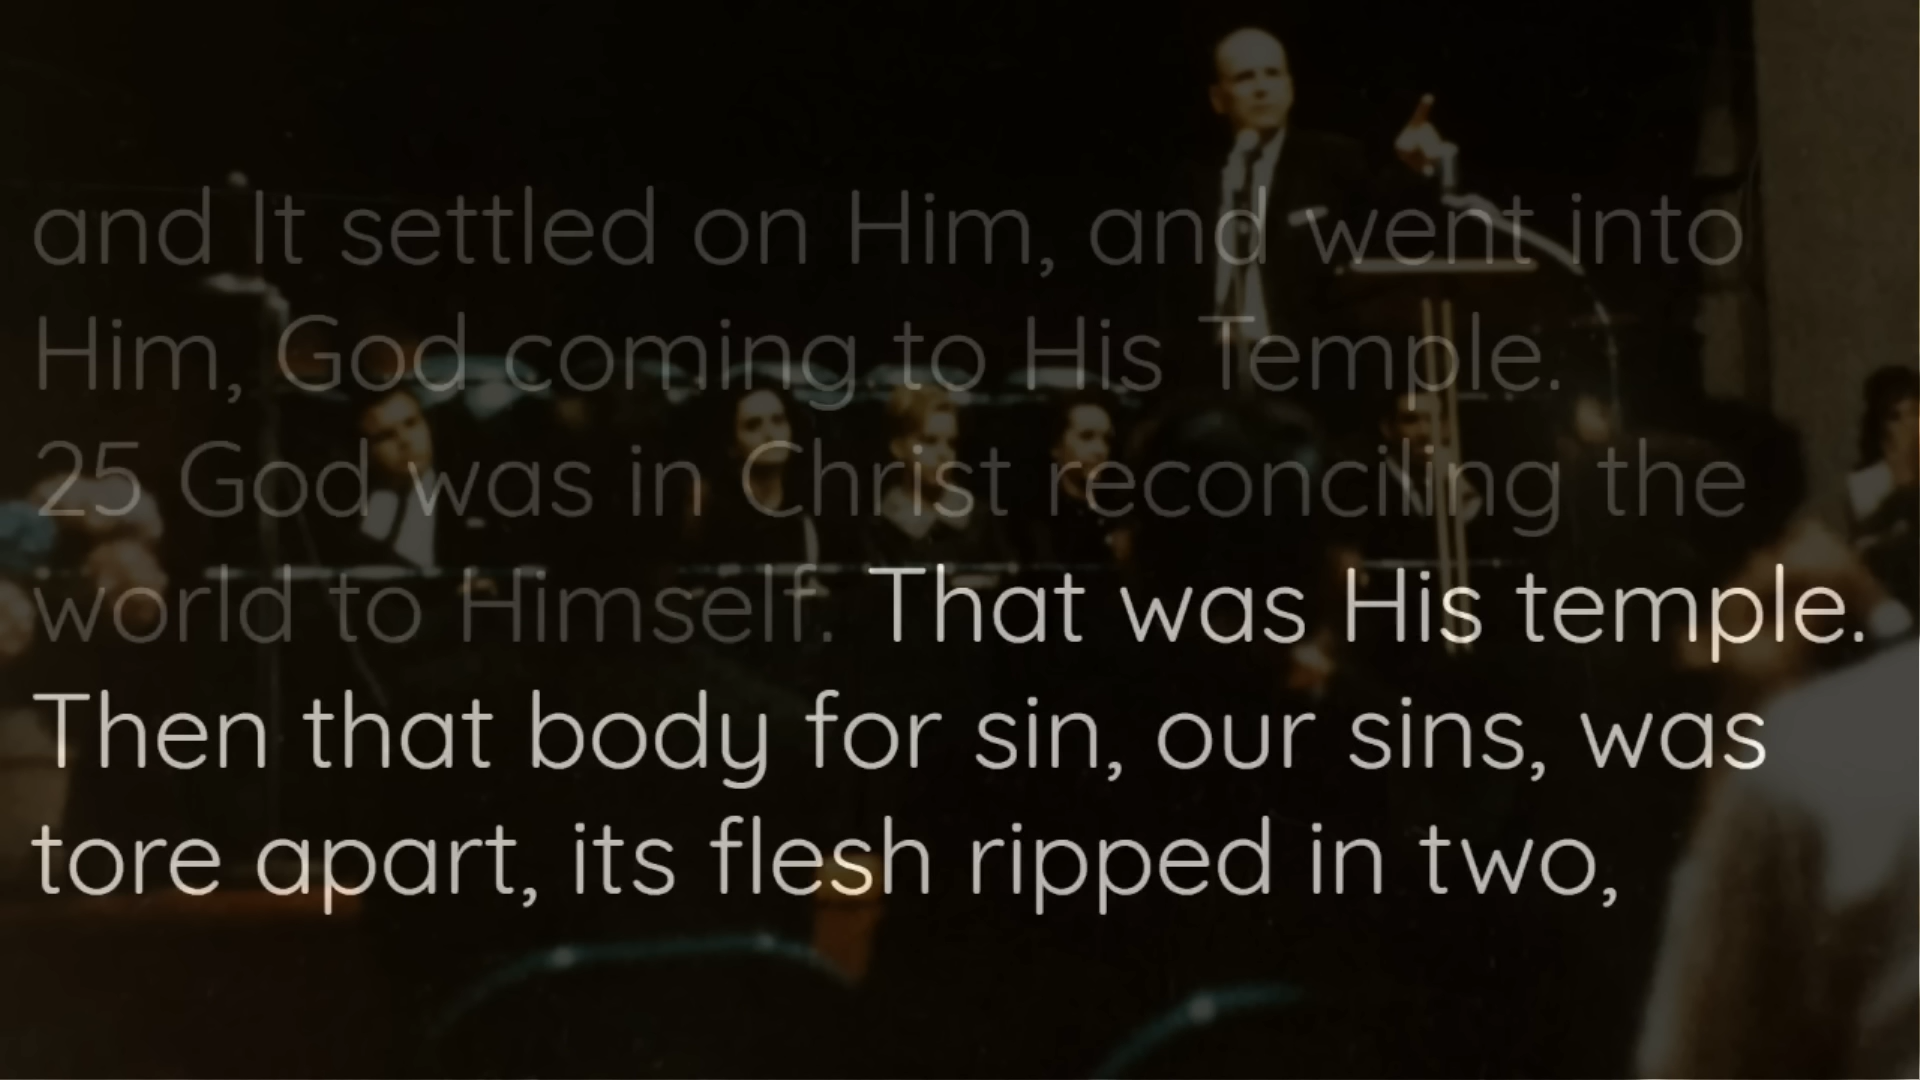 and It settled on Him, and went into
Him, God coming to His Temple.
25 God was in Christ reconciling the
world to Himself. That was His temple.
Then that body for sin, our sins, was
tore apart, its flesh ripped in two,